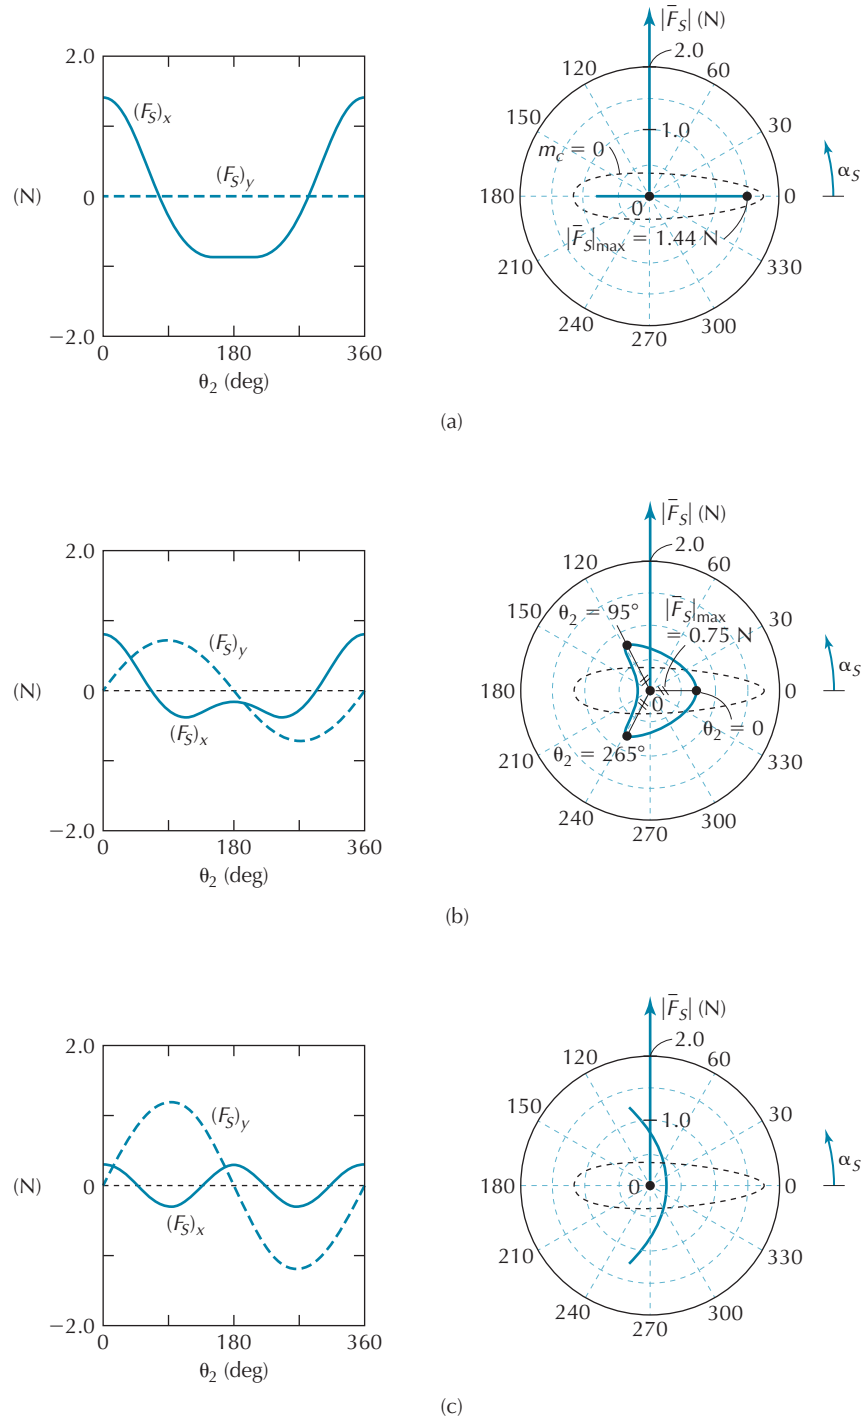 |F̄_S| (N)
2.0
120
60
2.0
(F_S)_x
150
1.0
30
m_c = 0
α_S
(N)
0
(F_S)_y
180
0
0
|F̄_S|_max = 1.44 N
210
330
240
300
270
−2.0
0
180
360
θ_2 (deg)
(a)
|F̄_S| (N)
2.0
2.0
120
60
|F̄_S|_max
= 0.75 N
150
θ_2 = 95°
30
(F_S)_y
α_S
(N)
0
180
0
0
(F_S)_x
θ_2 = 0
210
θ_2 = 265°
330
240
300
270
−2.0
0
180
360
θ_2 (deg)
(b)
|F̄_S| (N)
2.0
2.0
120
60
150
1.0
30
(F_S)_y
α_S
(N)
0
180
0
0
(F_S)_x
210
330
240
300
270
−2.0
0
180
360
θ_2 (deg)
(c)